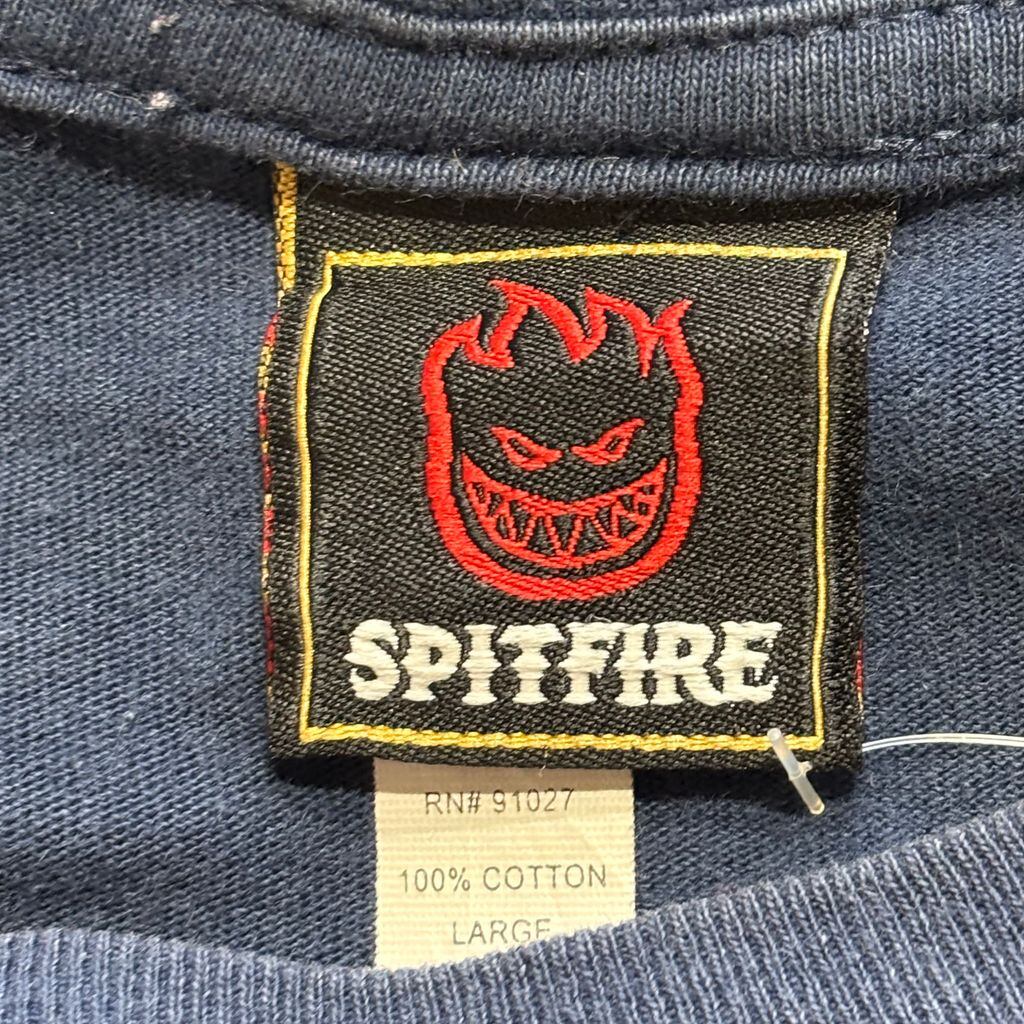 SPITFIRE
RN# 91027
100% COTTON
LARGE